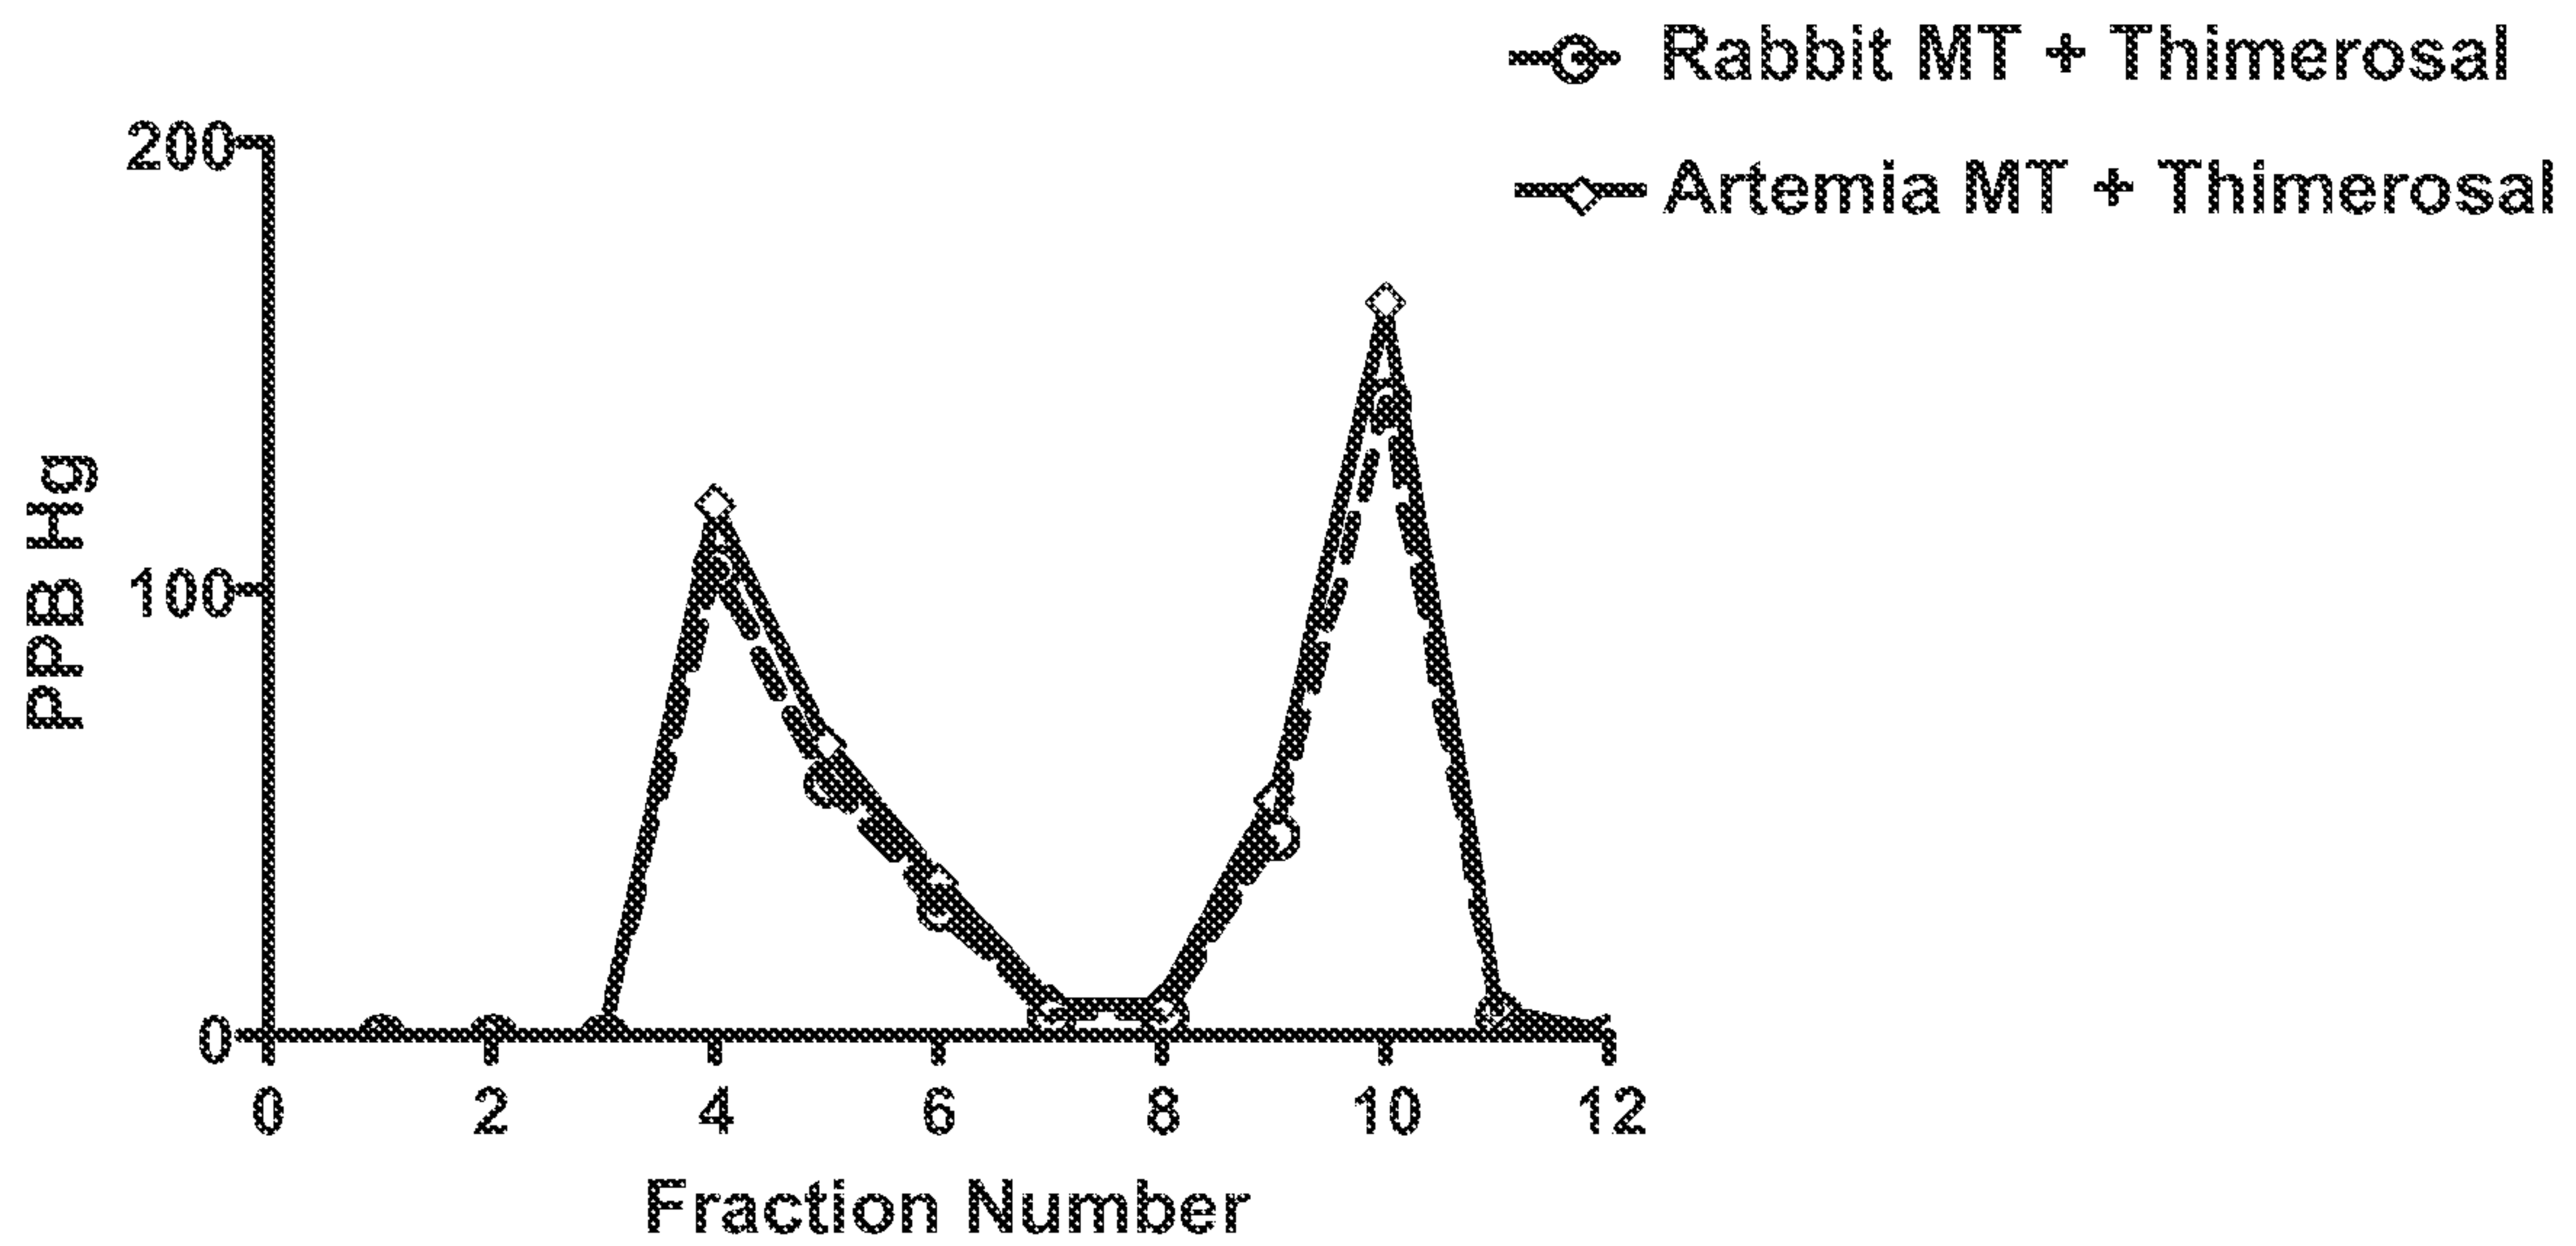 Rabbit MT + Thimerosal
Artemia MT + Thimerosal
200
100
0
PPB Hg
0 2 4 6 8 10 12
Fraction Number